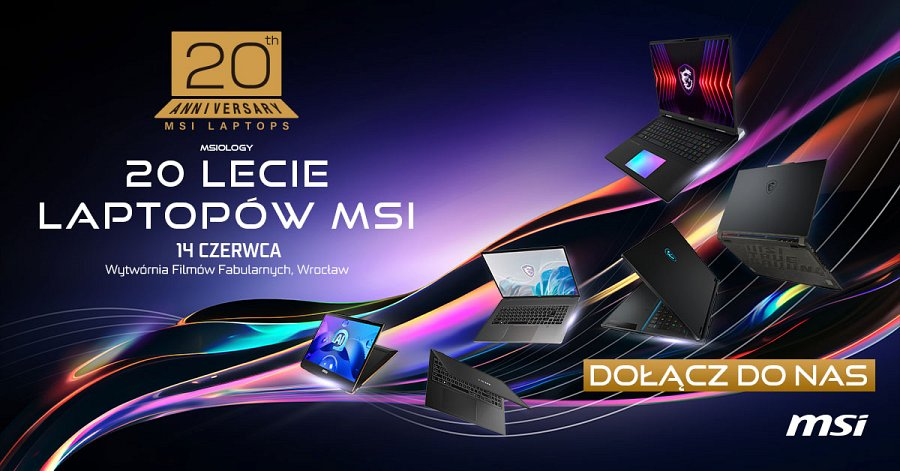 20th
ANNIVERSARY
MSI LAPTOPS
MSIOLOGY
20 LECIE
LAPTOPÓW MSI
14 CZERWCA
Wytwórnia Filmów Fabularnych, Wrocław
AI
DOŁĄCZ DO NAS
msi